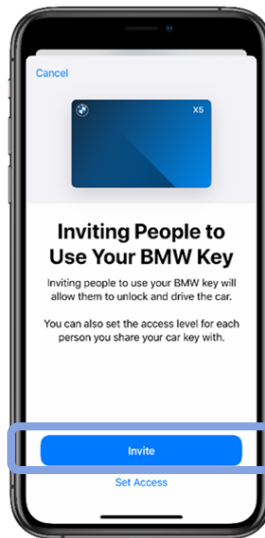 Cancel
X5
Inviting People to
Use Your BMW Key
Inviting people to use your BMW key will
allow them to unlock and drive the car.
You can also set the access level for each
person you share your car key with.
Invite
Set Access